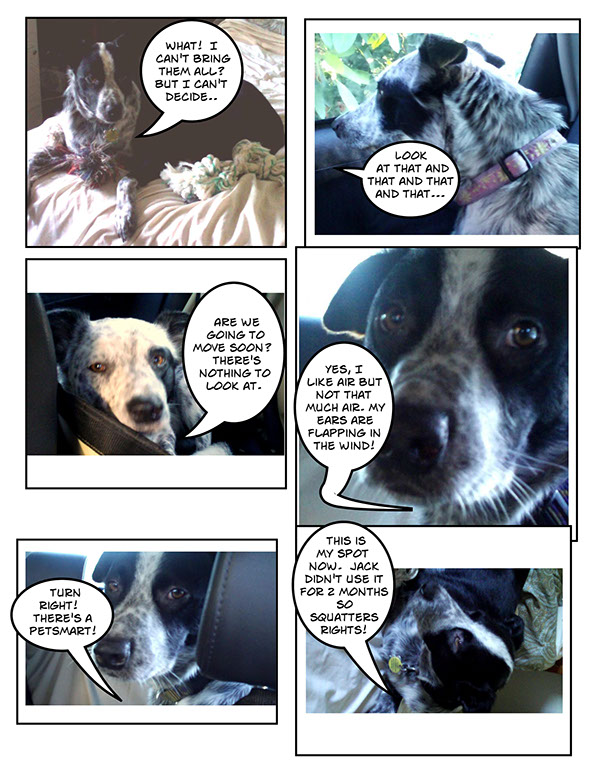 WHAT! I
CAN'T BRING
THEM ALL?
BUT I CAN'T
DECIDE..
LOOK
AT THAT AND
THAT AND THAT
AND THAT...
ARE WE
GOING TO
MOVE SOON?
THERE'S
NOTHING TO
LOOK AT.
YES, I
LIKE AIR BUT
NOT THAT
MUCH AIR. MY
EARS ARE
FLAPPING IN
THE WIND!
TURN
RIGHT!
THERE'S A
PETSMART!
THIS IS
MY SPOT
NOW. JACK
DIDN'T USE IT
FOR 2 MONTHS
SO
SQUATTERS
RIGHTS!